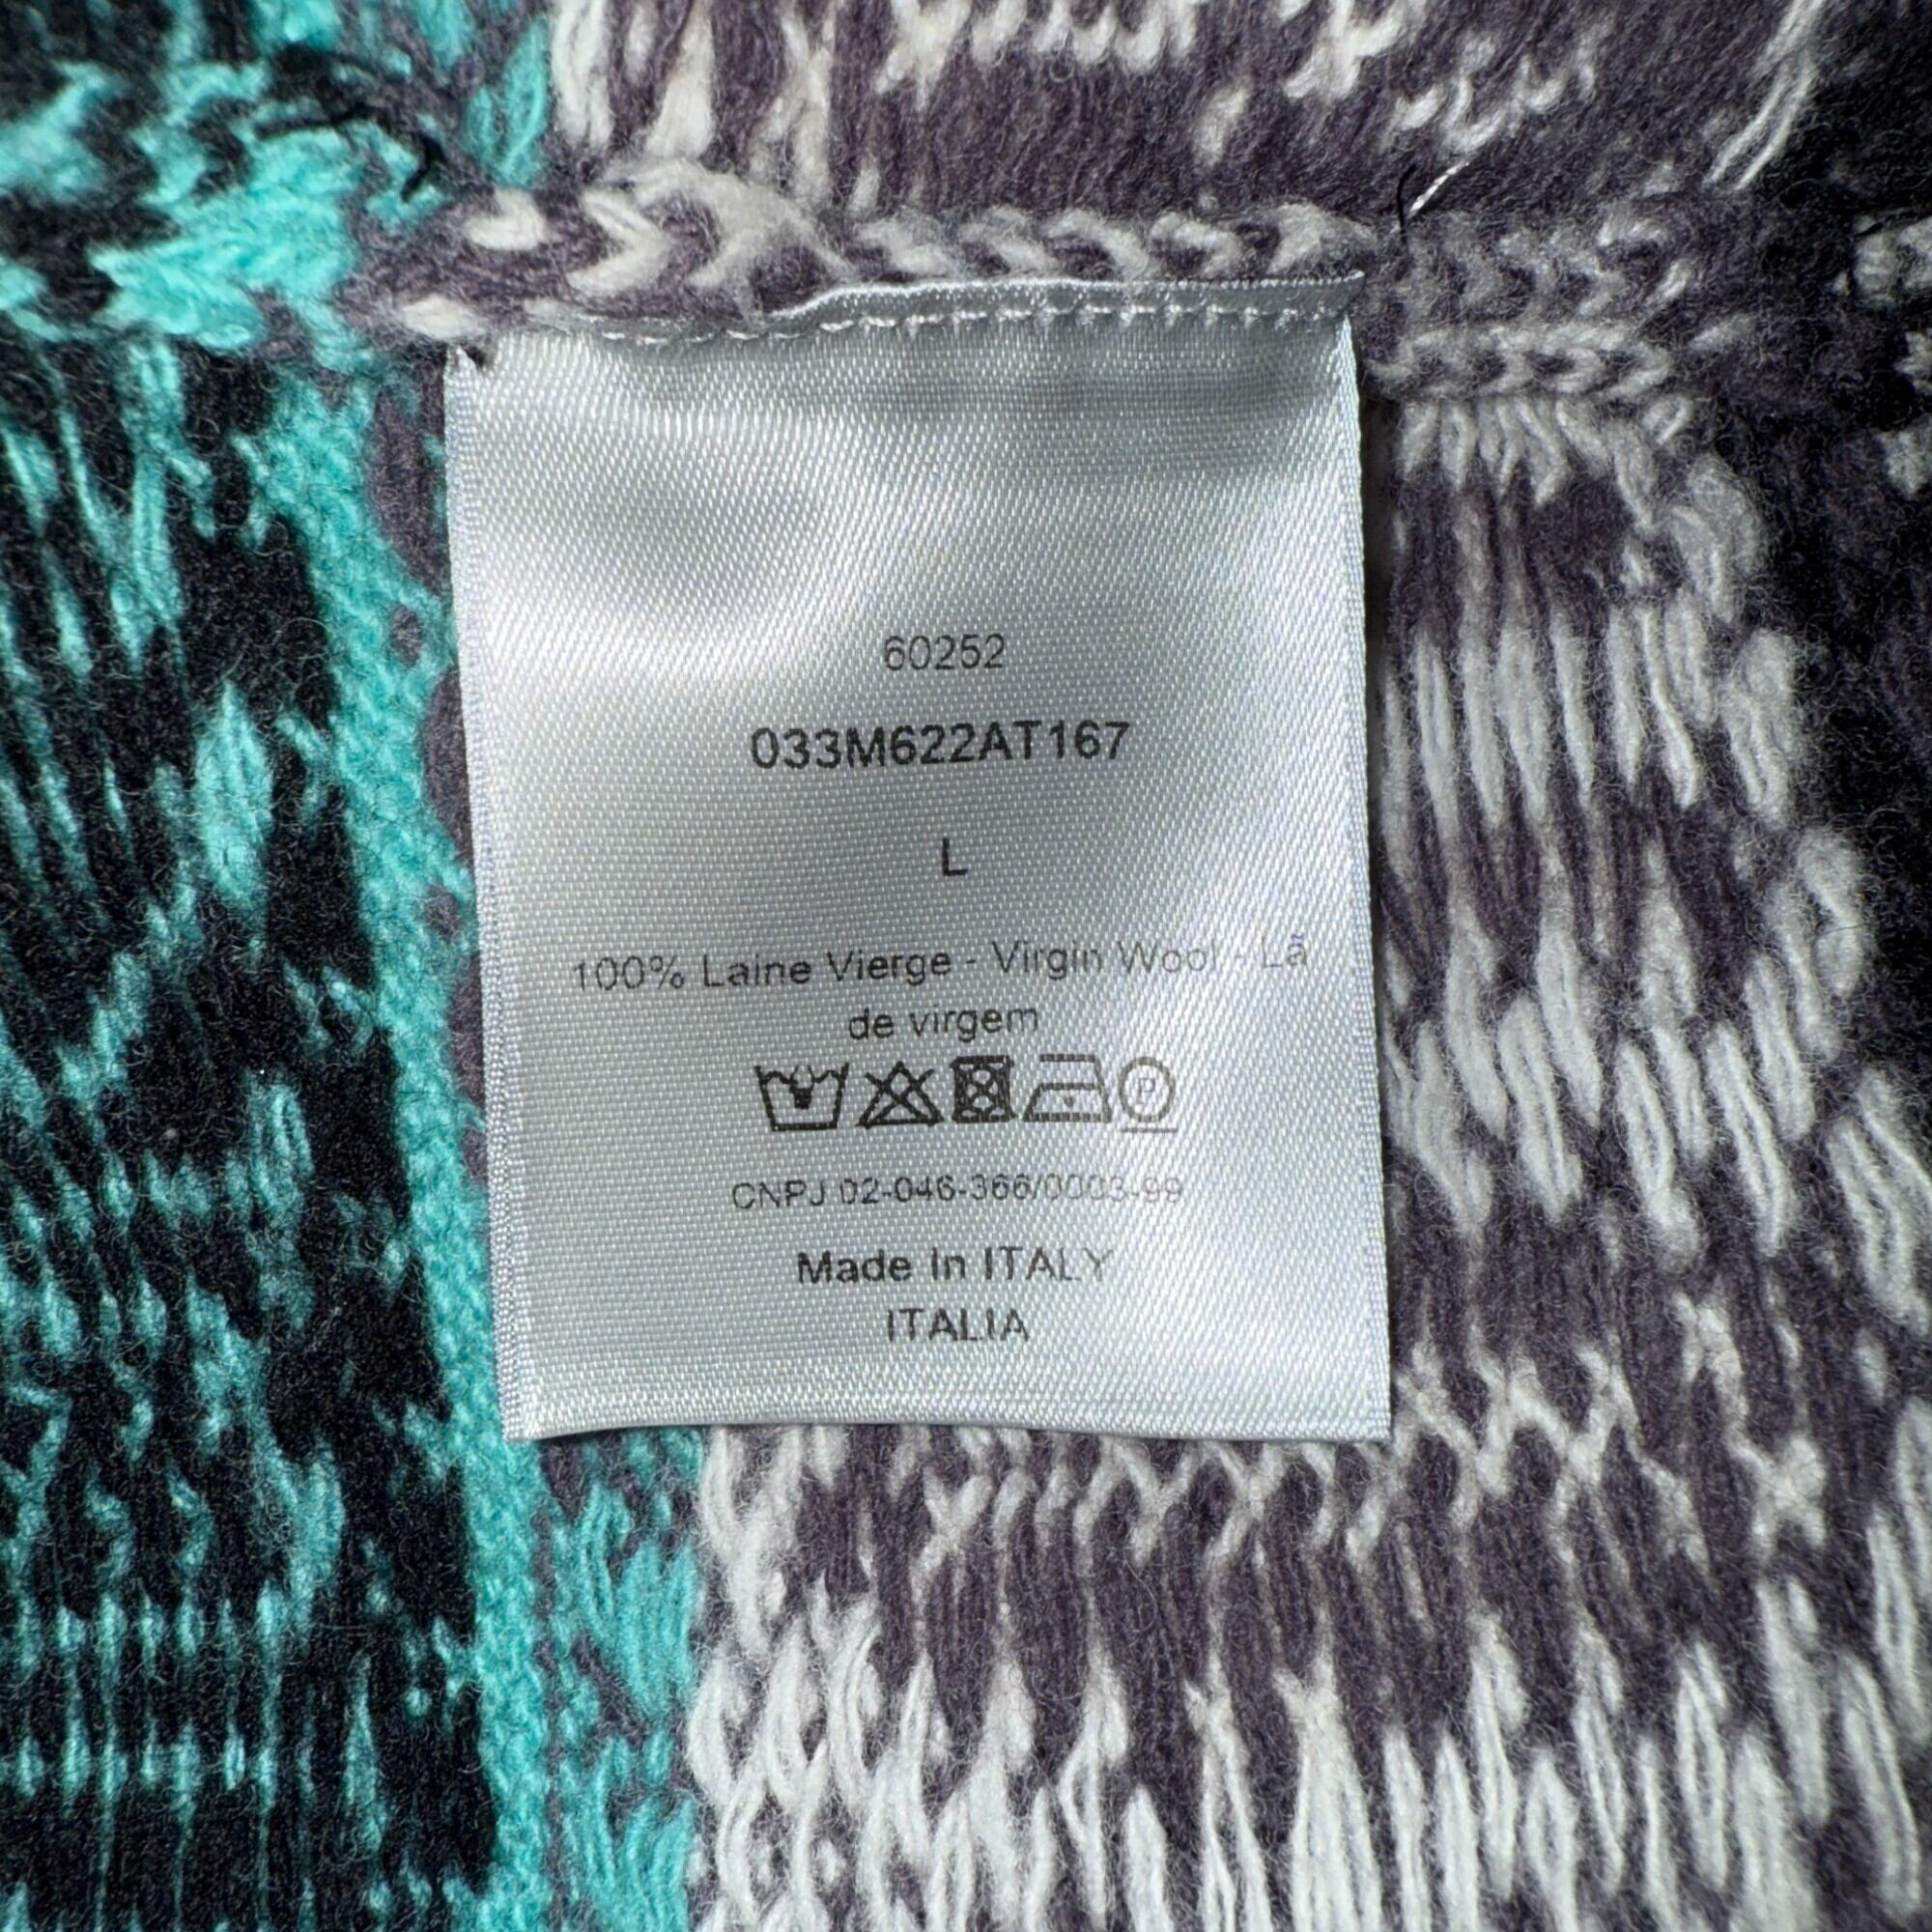 60252
033M622AT167
L
100% Laine Vierge - Virgin Wool - Lã
de virgem
P
CNPJ 02-046-366/0003-99
Made in ITALY
ITALIA